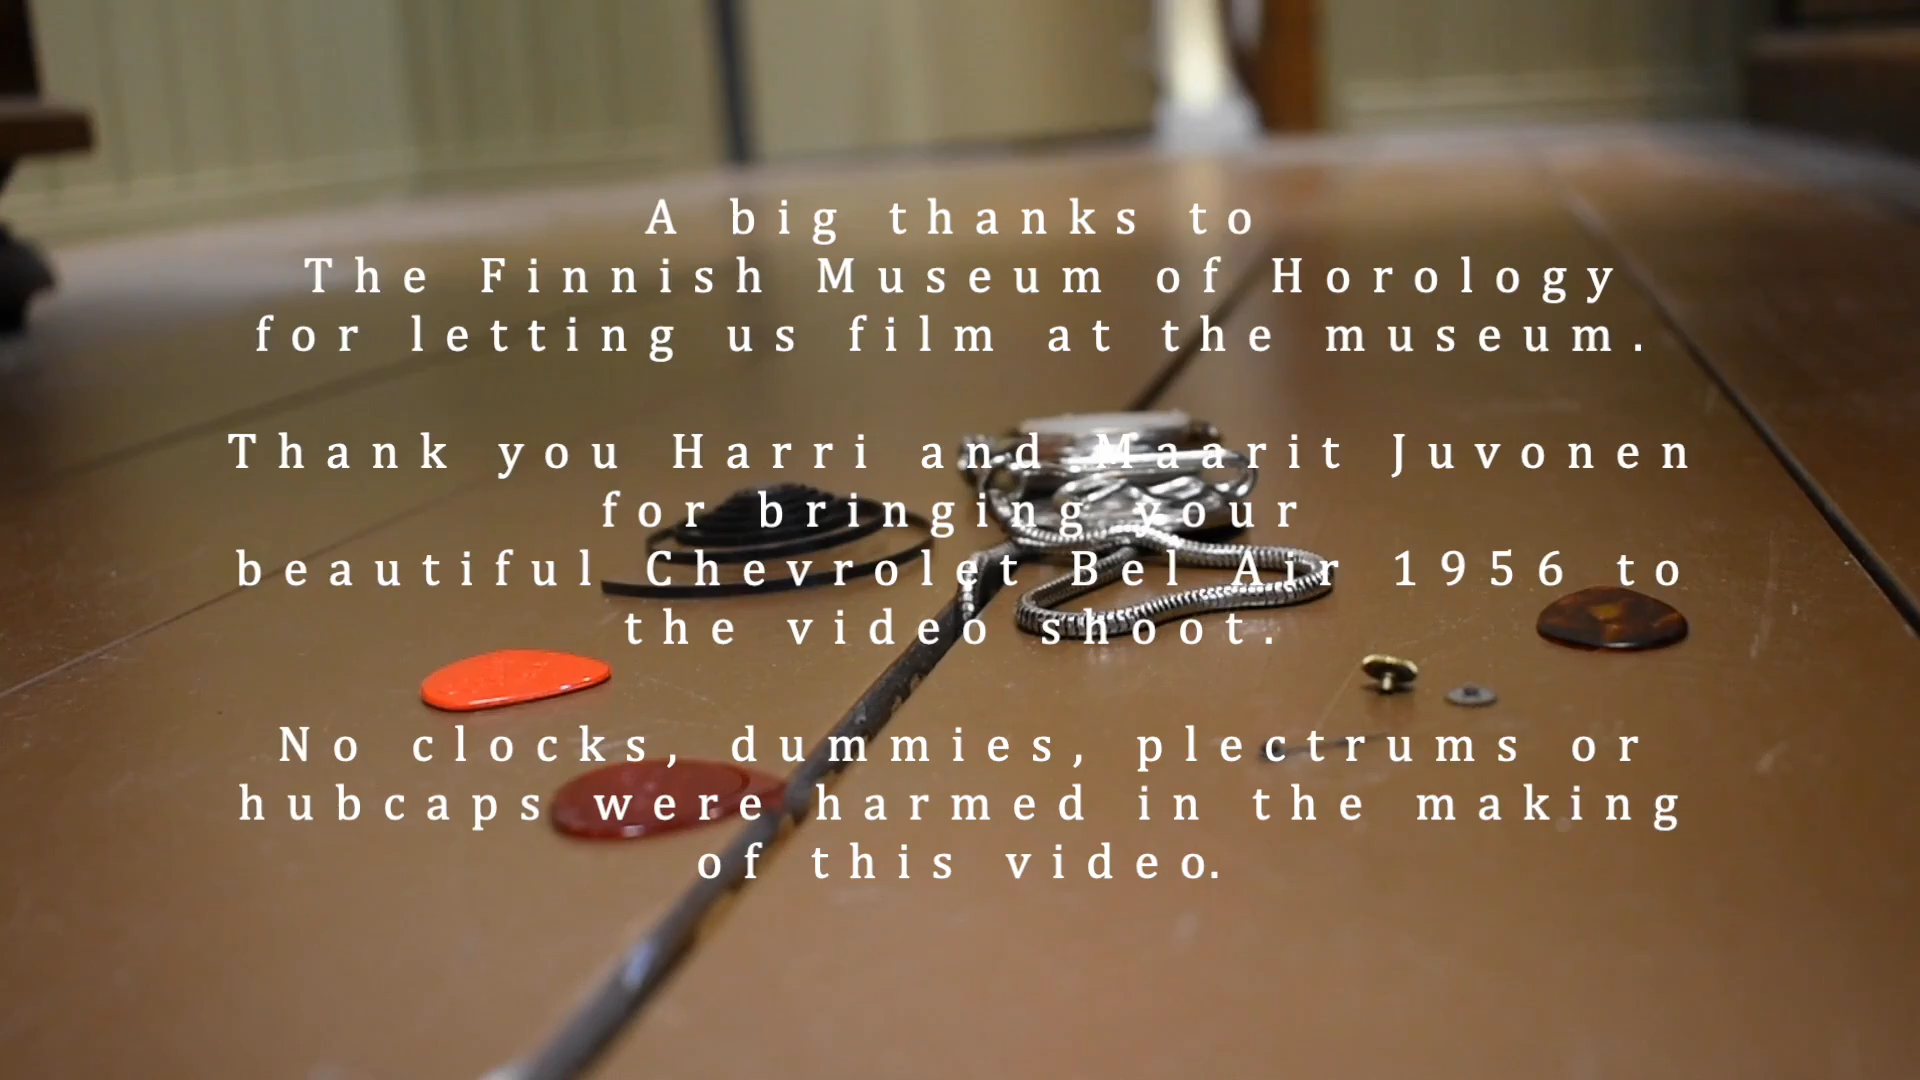 A big thanks to
The Finnish Museum of Horology
for letting us film at the museum.
Thank you Harri and Maarit Juvonen
for bringing your
beautiful Chevrolet Bel Air 1956 to
the video shoot.
No clocks, dummies, plectrums or
hubcaps were harmed in the making
of this video.